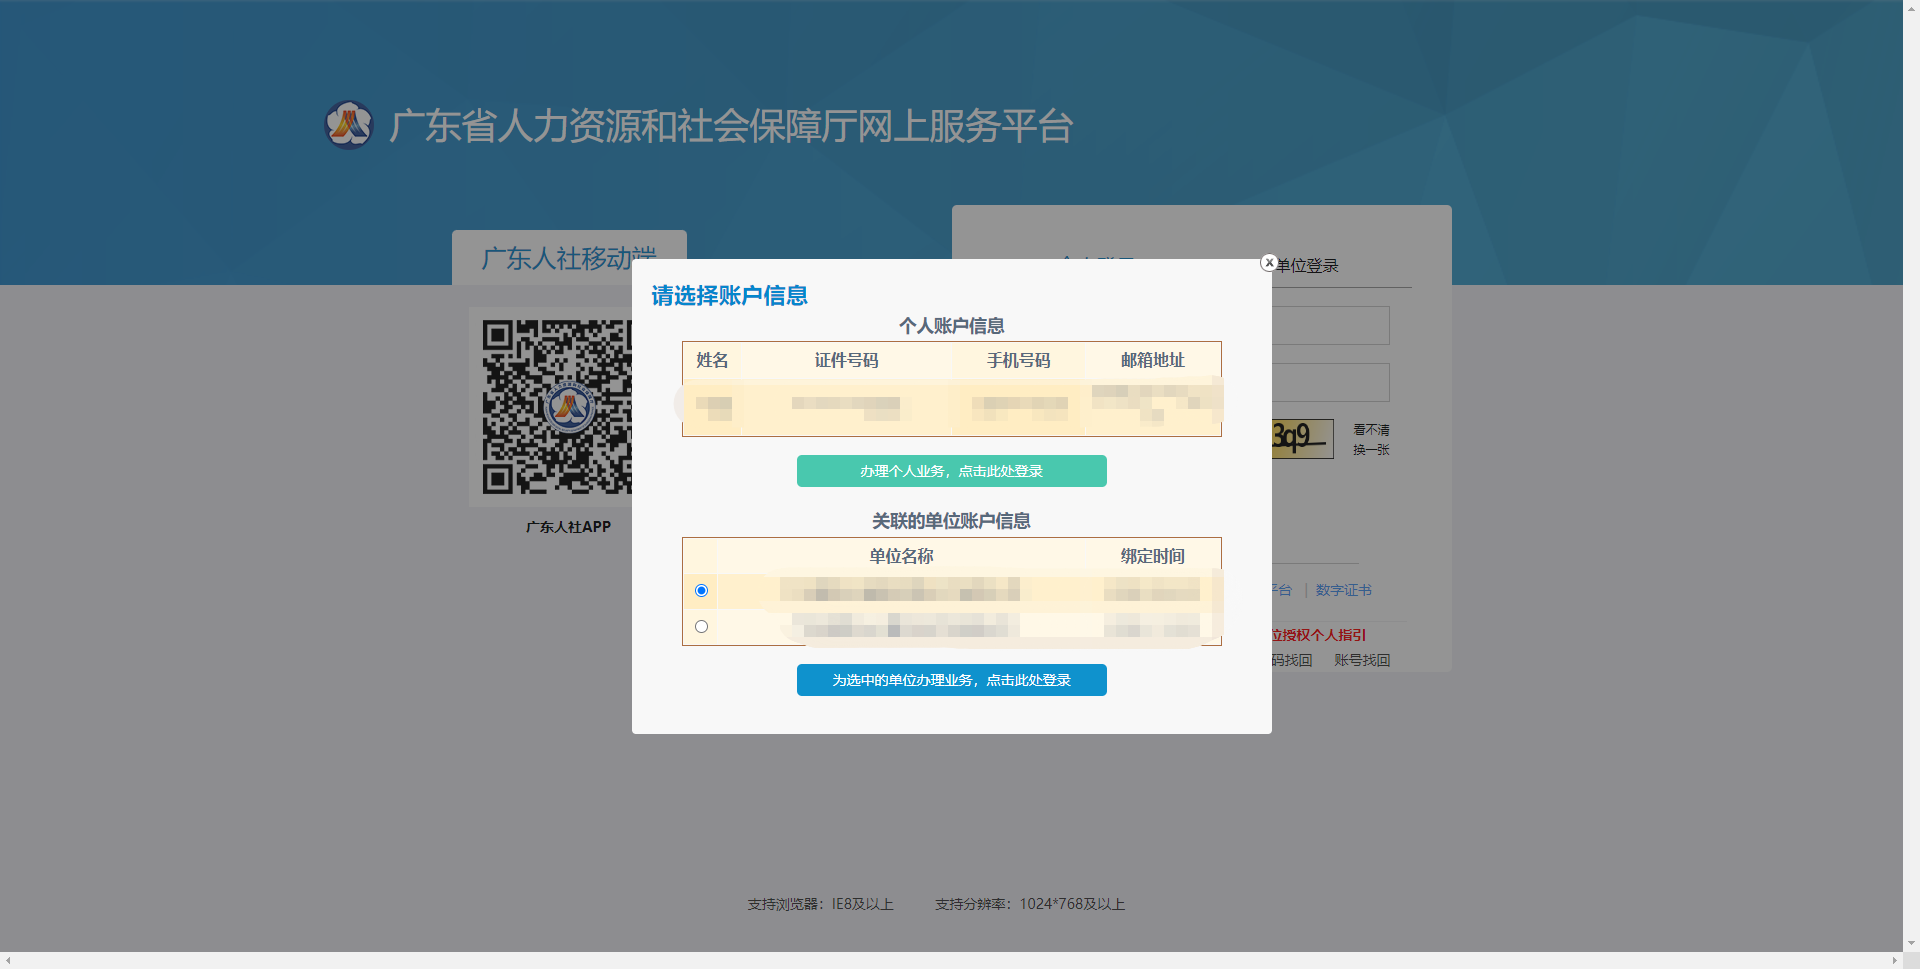 广东省人力资源和社会保障厅网上服务平台
广东人社移动端
单位登录
请选择账户信息
个人账户信息
姓名 证件号码 手机号码 邮箱地址
办理个人业务，点击此处登录
关联的单位账户信息
单位名称 绑定时间
为选中的单位办理业务，点击此处登录
广东人社APP
3q9
看不清
换一张
平台 | 数字证书
位授权个人指引
码找回 账号找回
支持浏览器：IE8及以上 支持分辨率：1024*768及以上